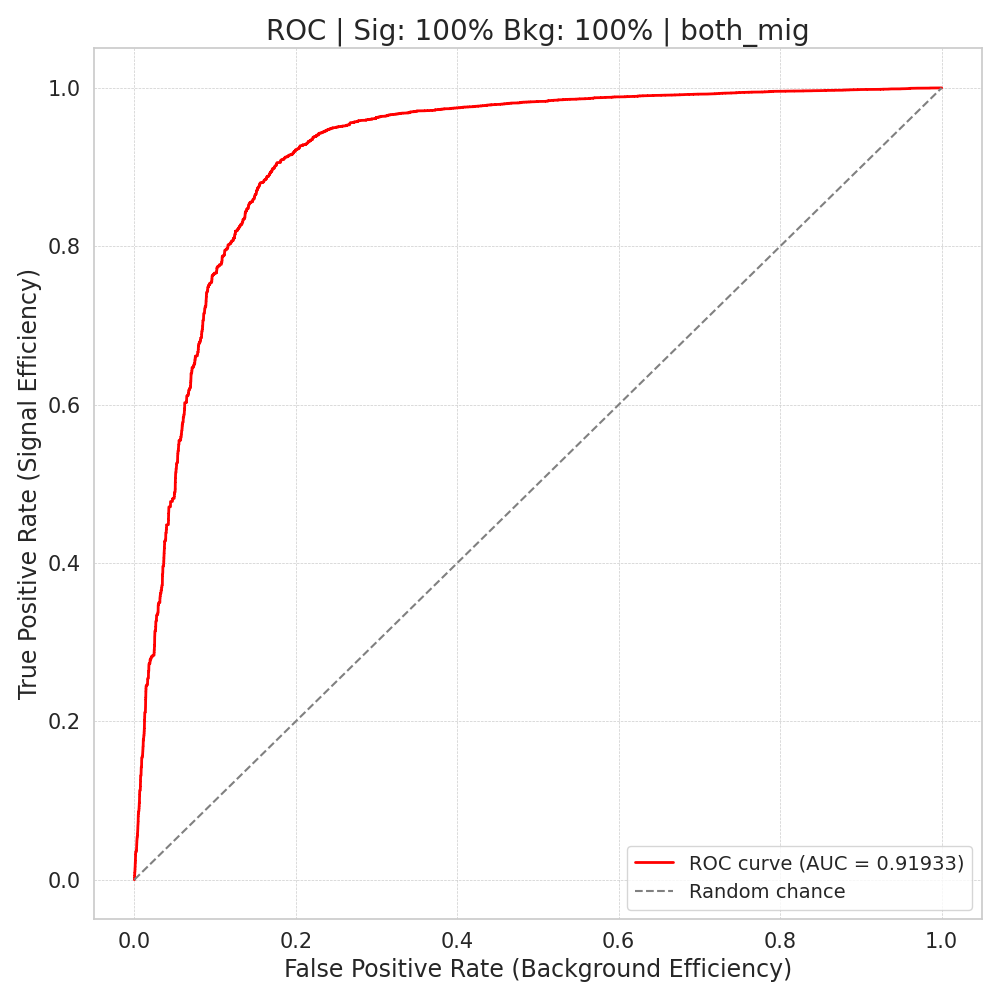 ROC | Sig: 100% Bkg: 100% | both_mig
True Positive Rate (Signal Efficiency)
1.0
0.8
0.6
0.4
0.2
0.0
ROC curve (AUC = 0.91933)
Random chance
0.0 0.2 0.4 0.6 0.8 1.0
False Positive Rate (Background Efficiency)